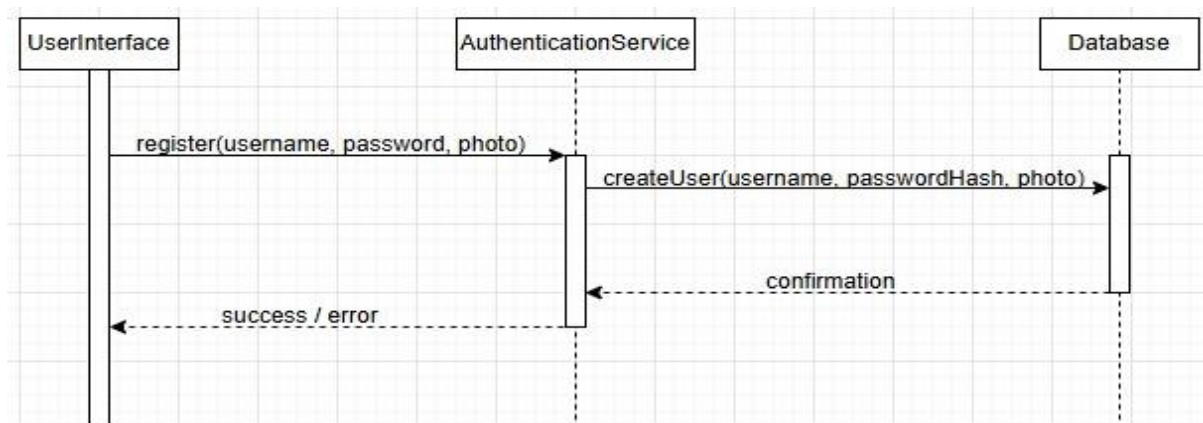 UserInterface
AuthenticationService
Database
register(username, password, photo)
createUser(username, passwordHash, photo)
confirmation
success / error